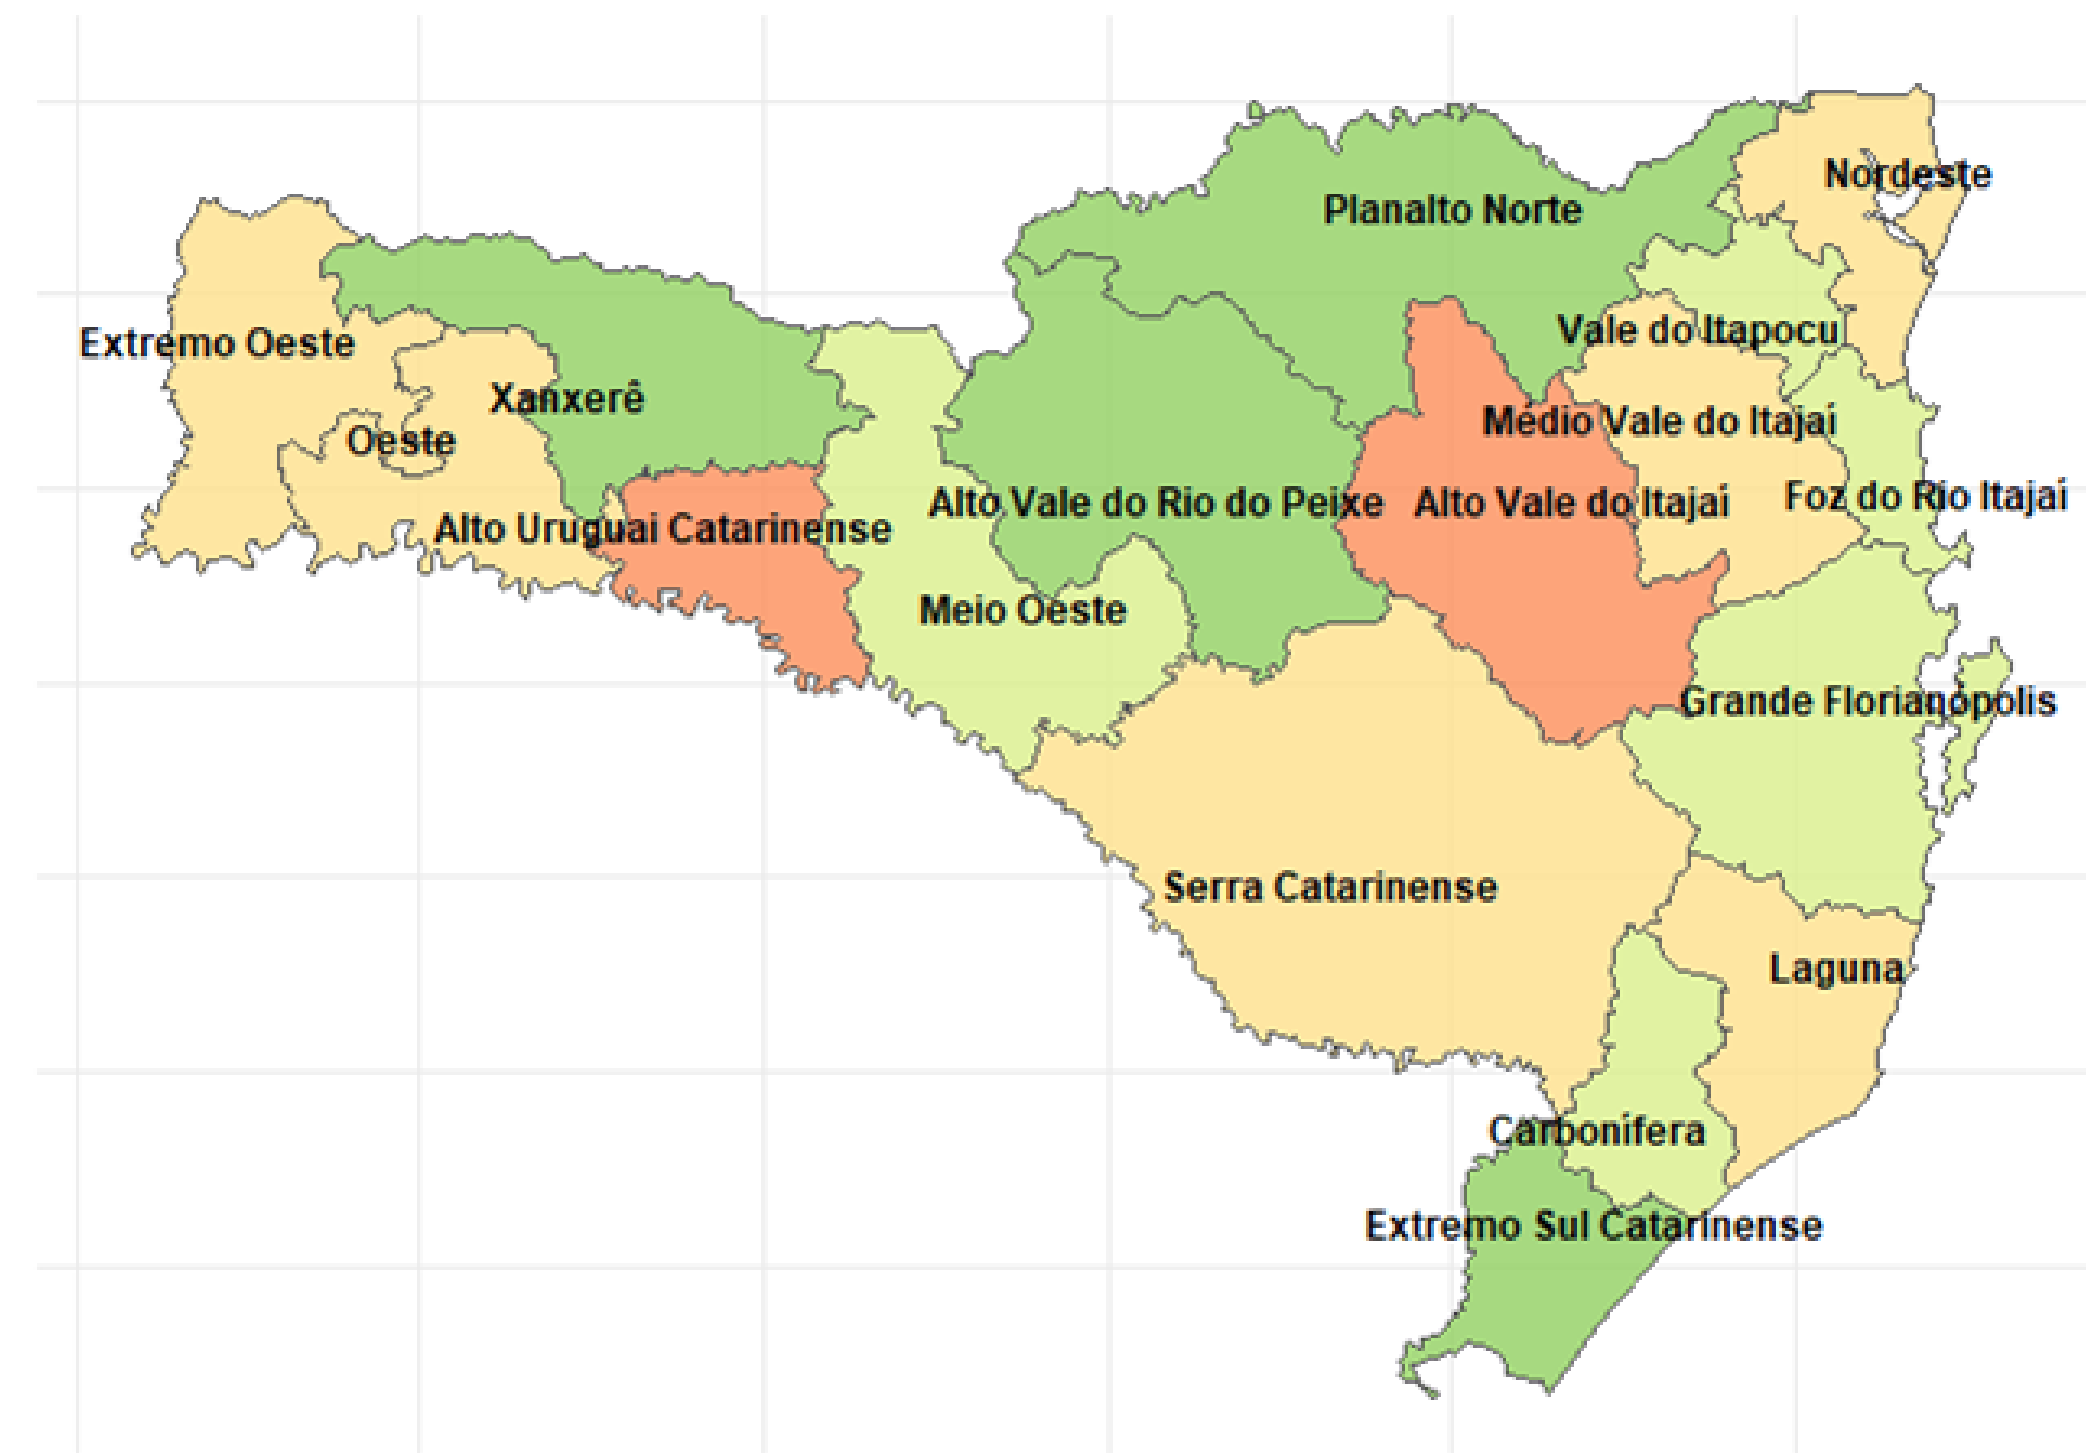 Nordeste
Planalto Norte
Vale do Itapocu
Extremo Oeste
Xanxerê
Médio Vale do Itajaí
Oeste
Foz do Rio Itajaí
Alto Vale do Rio do Peixe
Alto Vale do Itajaí
Alto Uruguai Catarinense
Meio Oeste
Grande Florianópolis
Serra Catarinense
Laguna
Carbonífera
Extremo Sul Catarinense